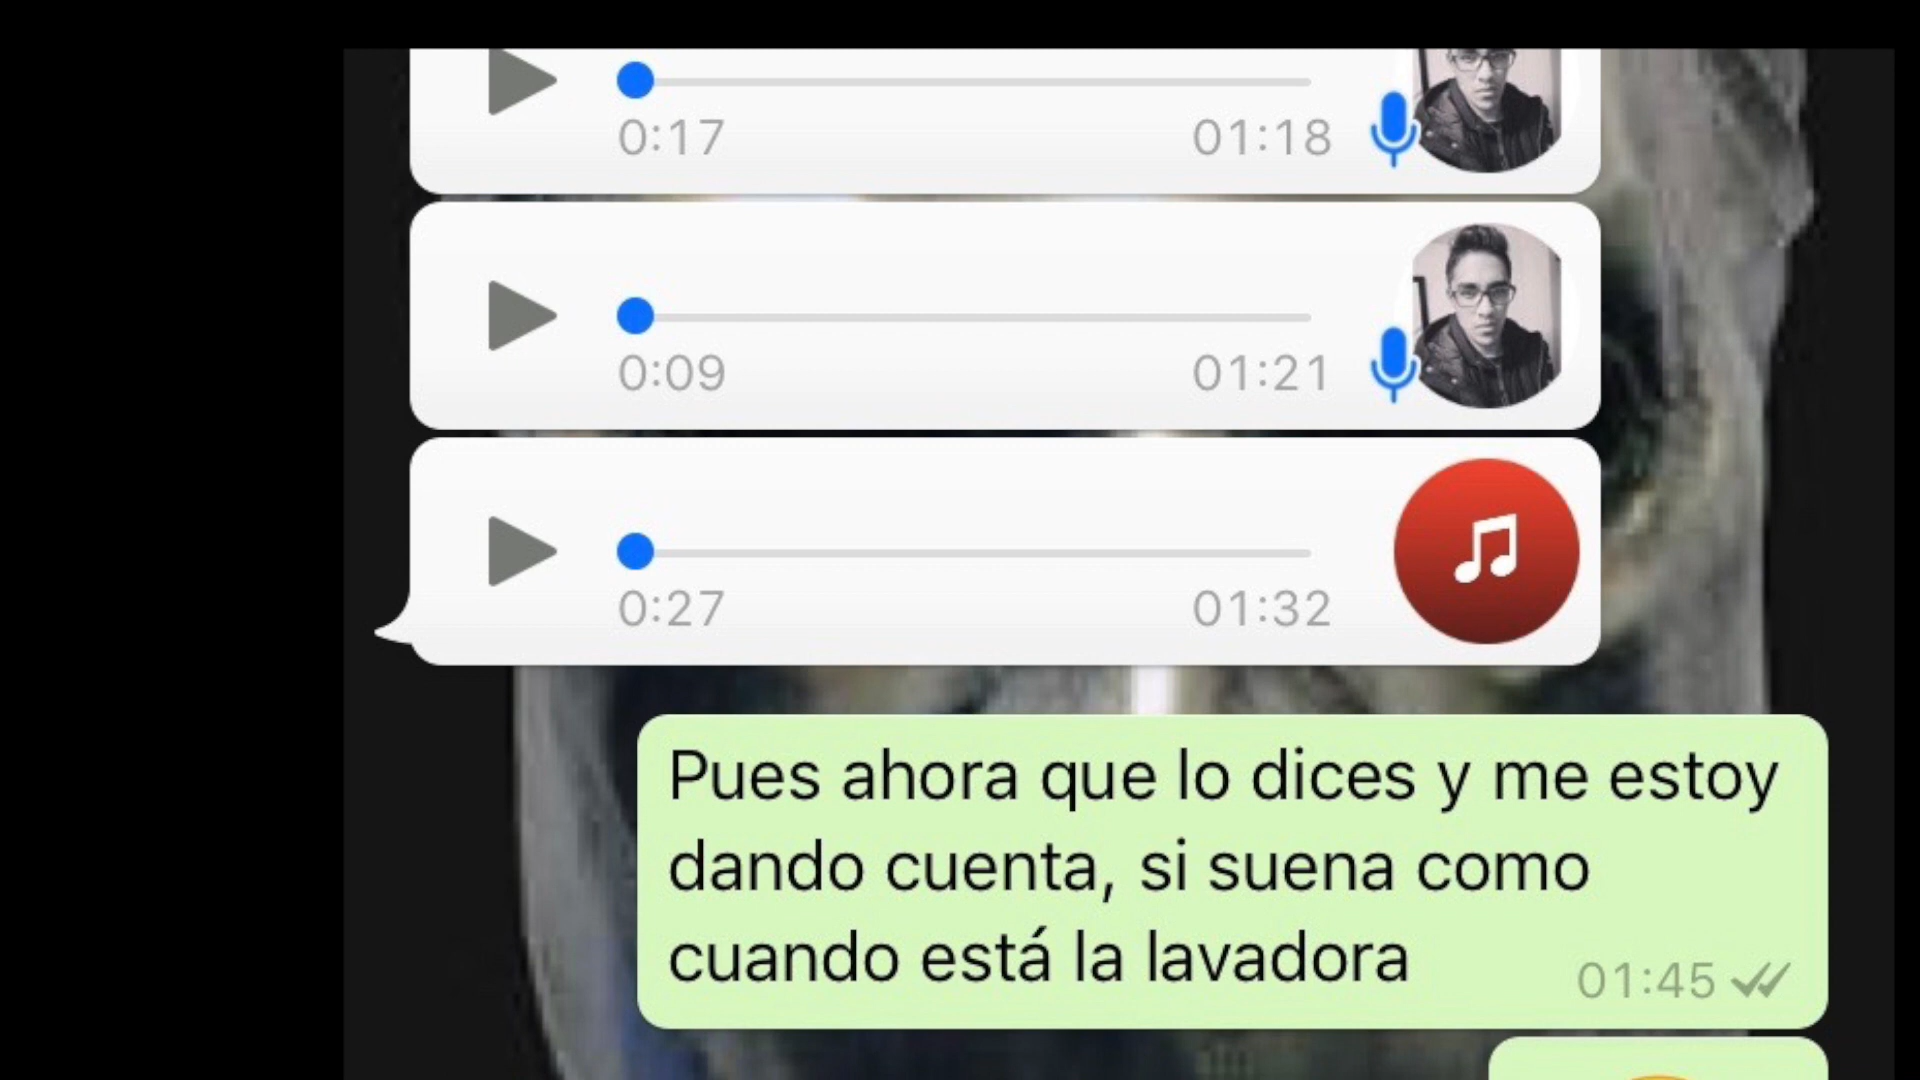 0:17 01:18
0:09 01:21
0:27 01:32
Pues ahora que lo dices y me estoy
dando cuenta, si suena como
cuando está la lavadora
01:45